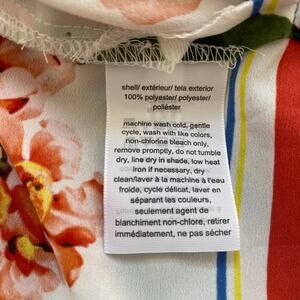 shell/ extérieur/ tela exterior
100% polyester/ polyester/
poliéster
machine wash cold, gentle
cycle, wash with like colors,
non-chlorine bleach only,
remove promptly, do not tumble
dry, line dry in shade, low heat
iron if necessary, dry
clean/laver à la machine à l'eau
froide, cycle délicat, laver en
séparant les couleurs,
seulement agent de
blanchiment non-chlore, retirer
immédiatement, ne pas sécher